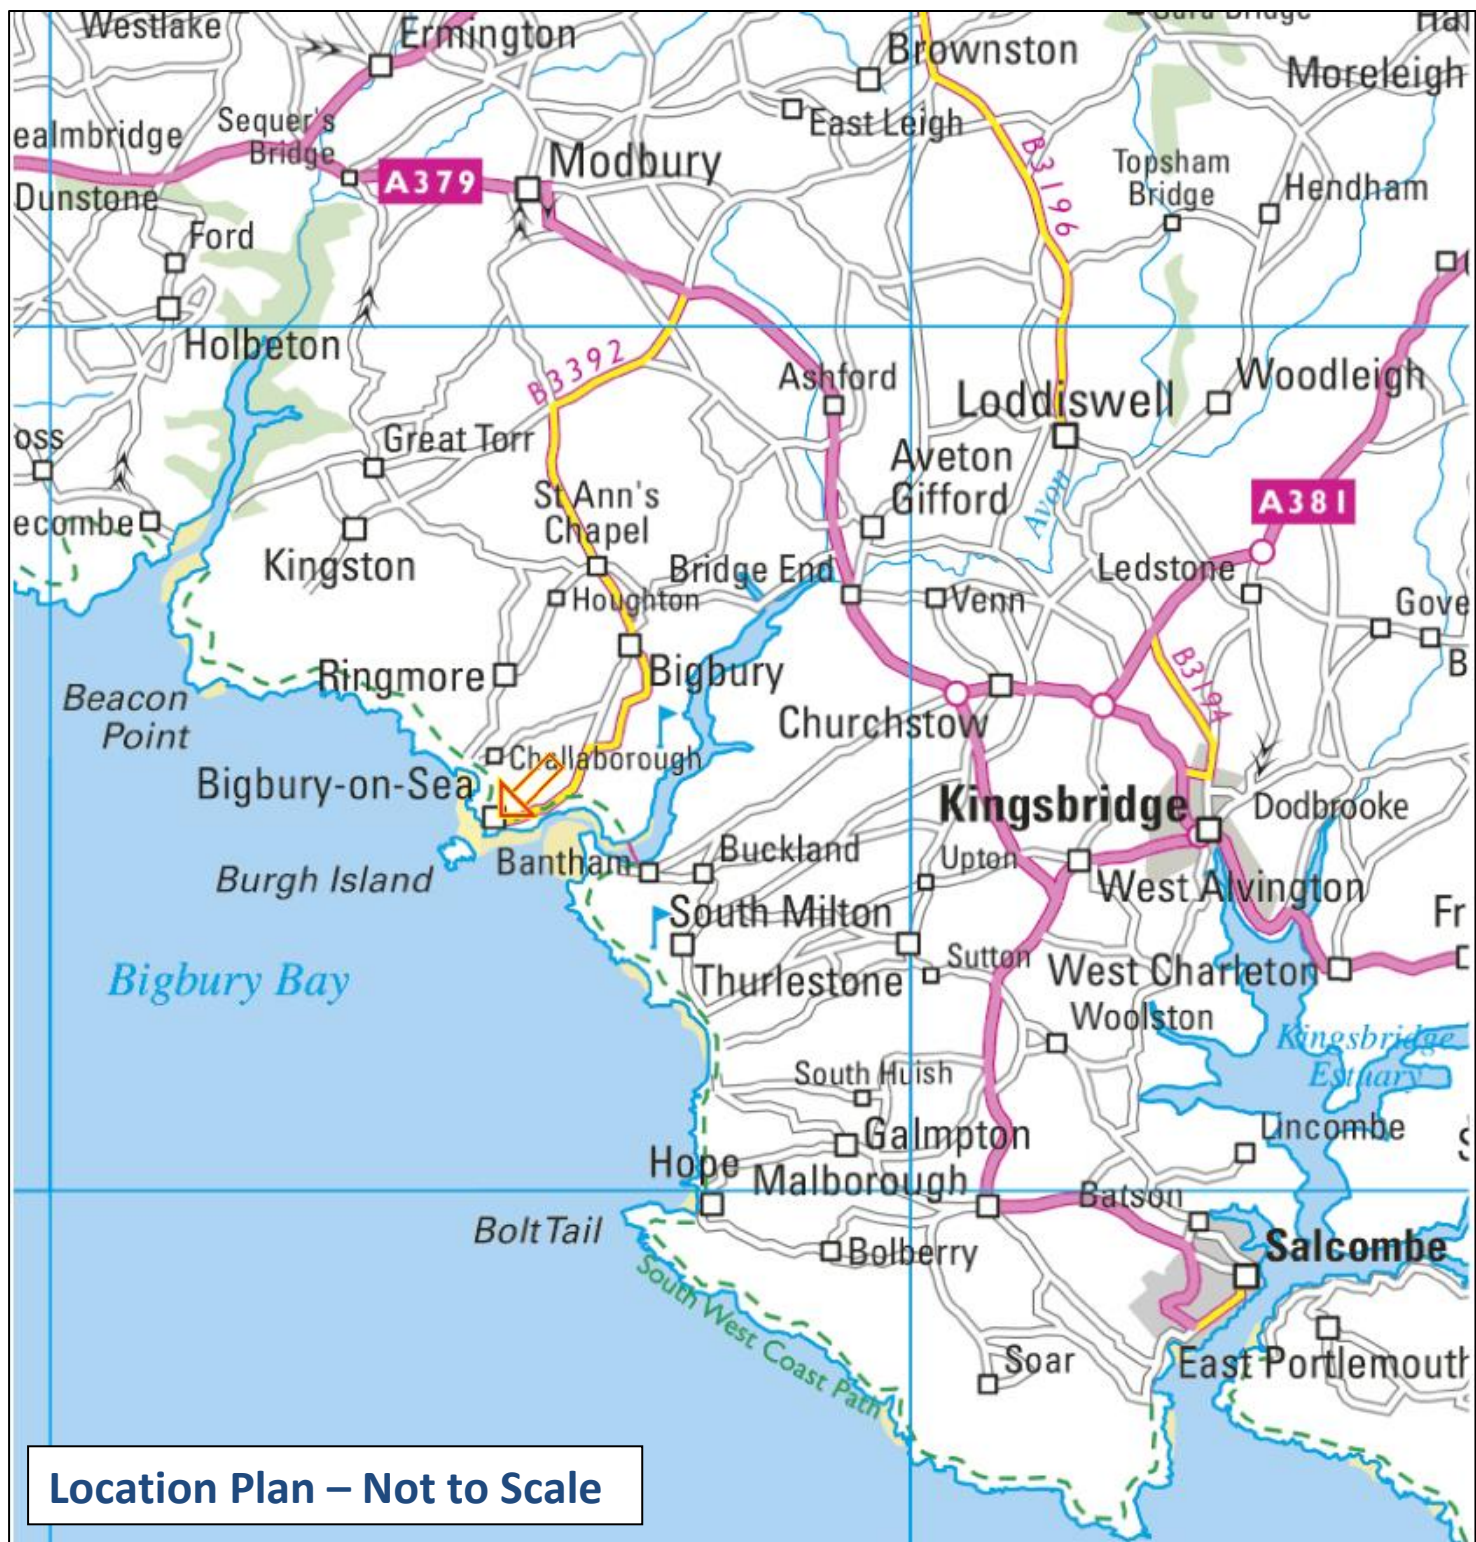 Westlake
Ermington
Brownston
Moreleigh
East Leigh
Sequer's
Bridge
ealmbridge
A379
Modbury
B3196
Topsham
Bridge
Hendham
Dunstone
Ford
Holbeton
B3392
Ashford
Loddiswell
Woodleigh
oss
Great Torr
Aveton
Gifford
Avon
A381
St Ann's
Chapel
ecombe
Kingston
Bridge End
Ledstone
Houghton
Venn
Gove
B
Ringmore
Bigbury
B3194
Beacon
Point
Churchstow
Challaborough
Bigbury-on-Sea
Kingsbridge
Dodbrooke
Burgh Island
Bantham
Buckland
Upton
West Alvington
South Milton
Fr
Bigbury Bay
Thurlestone
Sutton
West Charleton
Woolston
Kingsbridge
Estuary
South Huish
Galmpton
Lincombe
Hope
Malborough
Batson
Bolt Tail
Bolberry
Salcombe
South West Coast Path
Soar
East Portlemouth
Location Plan – Not to Scale